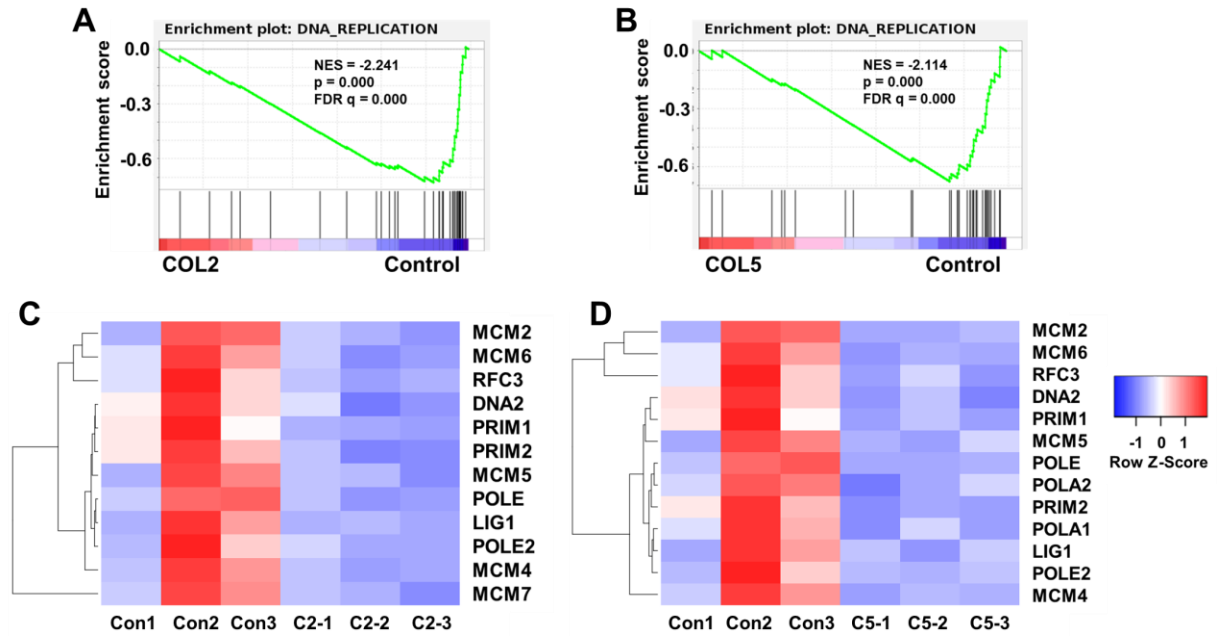 A
Enrichment plot: DNA_REPLICATION
Enrichment score
0.0
-0.3
-0.6
NES = -2.241
p = 0.000
FDR q = 0.000
COL2 Control
B
Enrichment plot: DNA_REPLICATION
Enrichment score
0.0
-0.3
-0.6
NES = -2.114
p = 0.000
FDR q = 0.000
COL5 Control
C
MCM2
MCM6
RFC3
DNA2
PRIM1
PRIM2
MCM5
POLE
LIG1
POLE2
MCM4
MCM7
Con1 Con2 Con3 C2-1 C2-2 C2-3
D
MCM2
MCM6
RFC3
DNA2
PRIM1
MCM5
POLE
POLA2
PRIM2
POLA1
LIG1
POLE2
MCM4
Con1 Con2 Con3 C5-1 C5-2 C5-3
-1 0 1
Row Z-Score